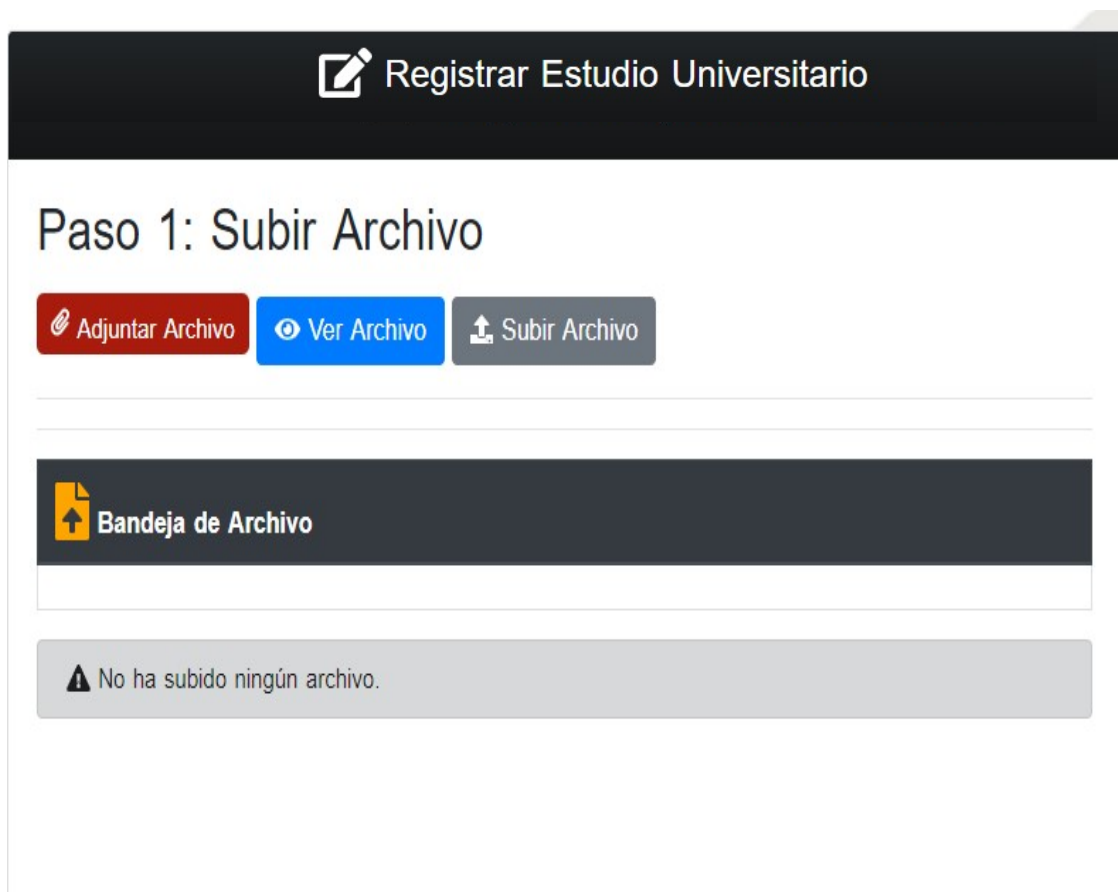 Registrar Estudio Universitario
Paso 1: Subir Archivo
Adjuntar Archivo
Ver Archivo
Subir Archivo
Bandeja de Archivo
No ha subido ningún archivo.